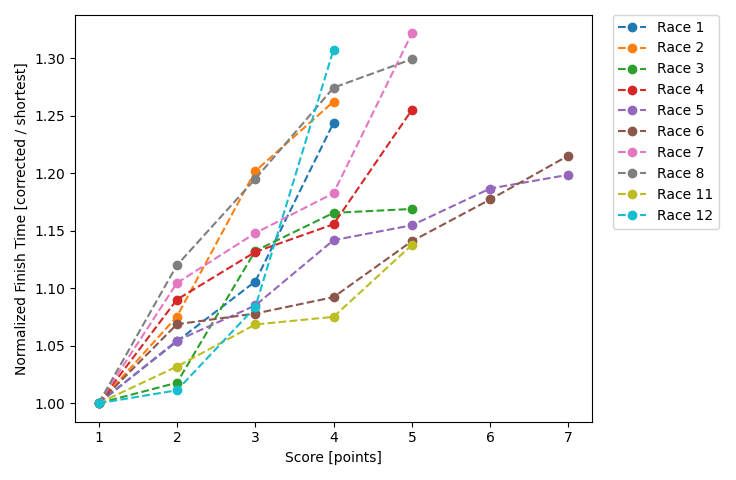 Normalized Finish Time [corrected / shortest]
1.30
1.25
1.20
1.15
1.10
1.05
1.00
1 2 3 4 5 6 7
Score [points]
Race 1
Race 2
Race 3
Race 4
Race 5
Race 6
Race 7
Race 8
Race 11
Race 12